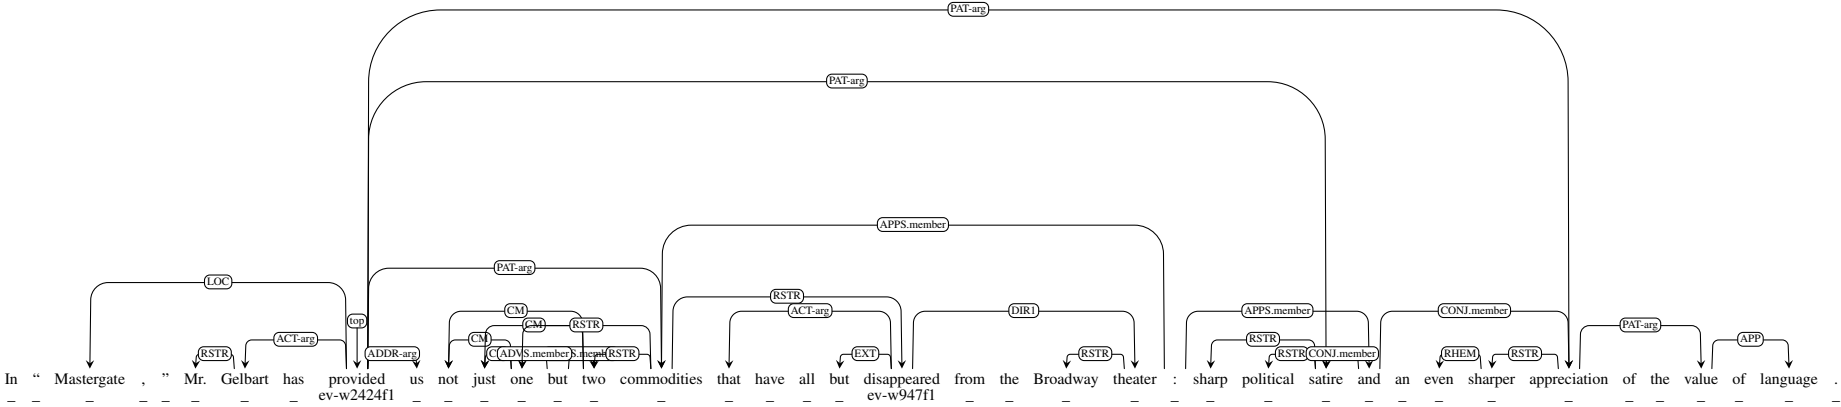 PAT-arg
PAT-arg
APPS.member
PAT-arg
LOC
RSTR
CM ACT-arg DIR1 APPS.member CONJ.member
top CM RSTR PAT-arg
ACT-arg CM RSTR APP
RSTR ADDR-arg ADVS.member RSTR EXT RSTR RSTR CONJ.member RHEM RSTR
In “ Mastergate , ” Mr. Gelbart has provided us not just one but two commodities that have all but disappeared from the Broadway theater : sharp political satire and an even sharper appreciation of the value of language .
_ _ _ _ _ _ _ _ ev-w2424f1 _ _ _ _ _ _ _ _ _ _ _ ev-w947f1 _ _ _ _ _ _ _ _ _ _ _ _ _ _ _ _ _ _ _